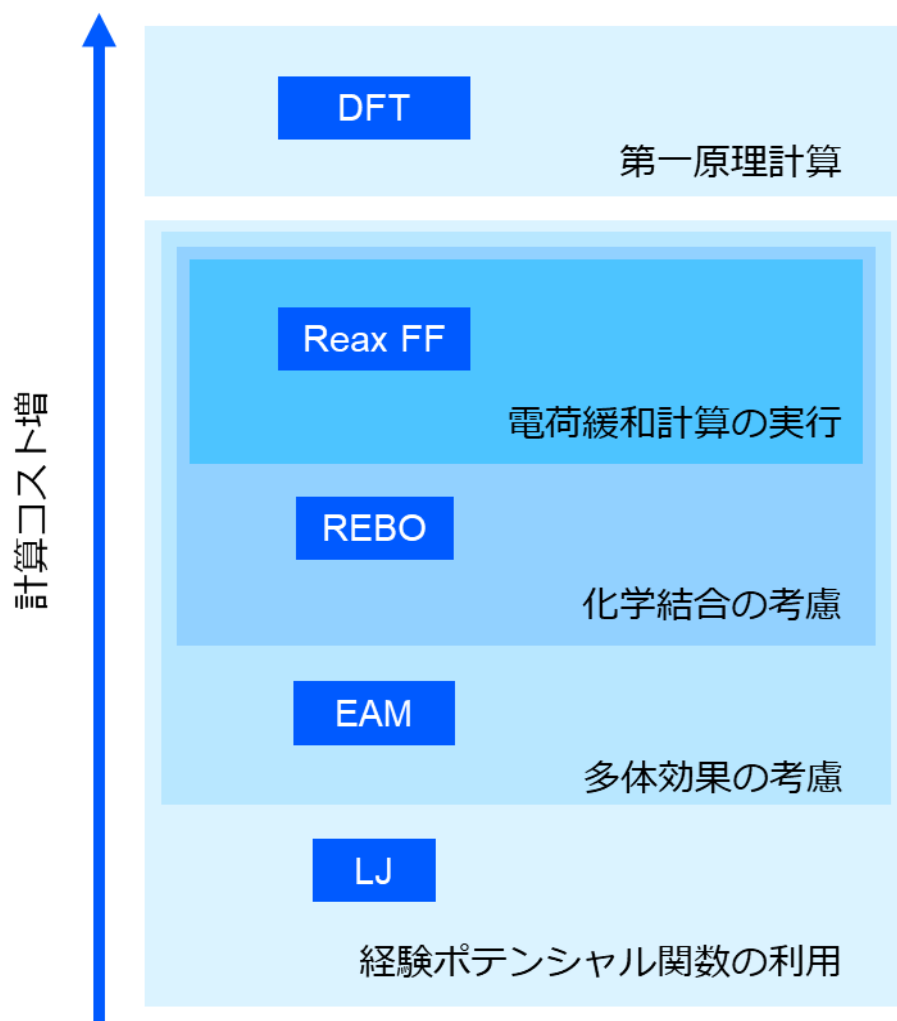 DFT
第一原理計算
Reax FF
電荷緩和計算の実行
REBO
化学結合の考慮
EAM
多体効果の考慮
LJ
経験ポテンシャル関数の利用
計算コスト増